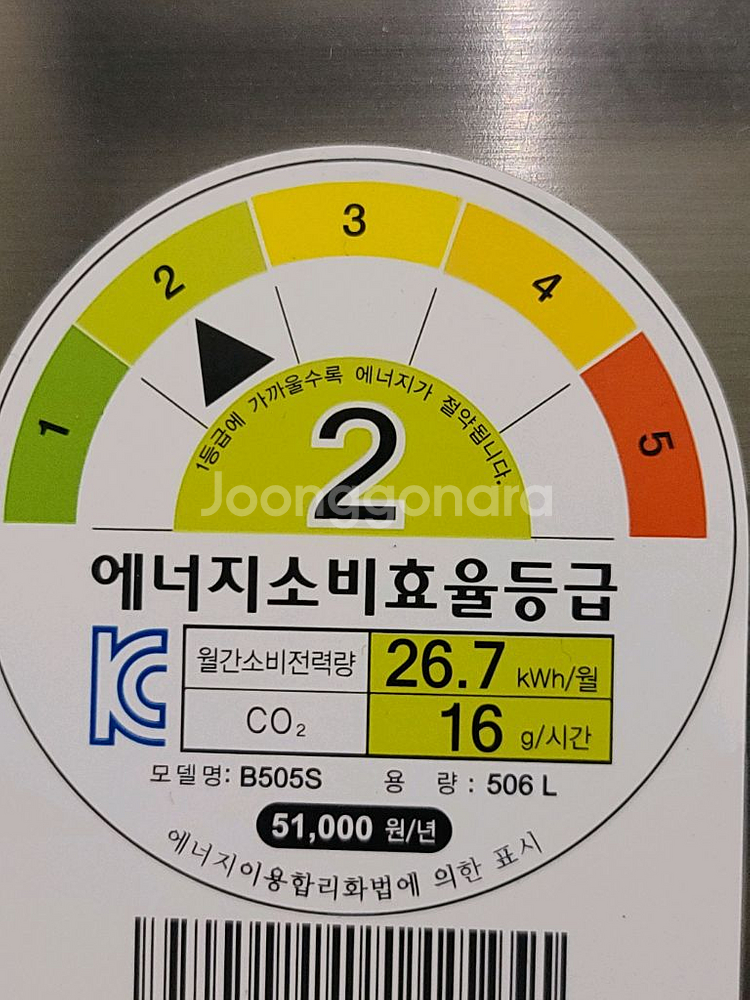 1
2
3
4
5
1등급에 가까울수록 에너지가 절약됩니다.
2
Joonggonara
에너지소비효율등급
월간소비전력량 26.7 kWh/월
CO₂ 16 g/시간
모델명: B505S 용 량 : 506 L
51,000 원/년
에너지이용합리화법에 의한 표시